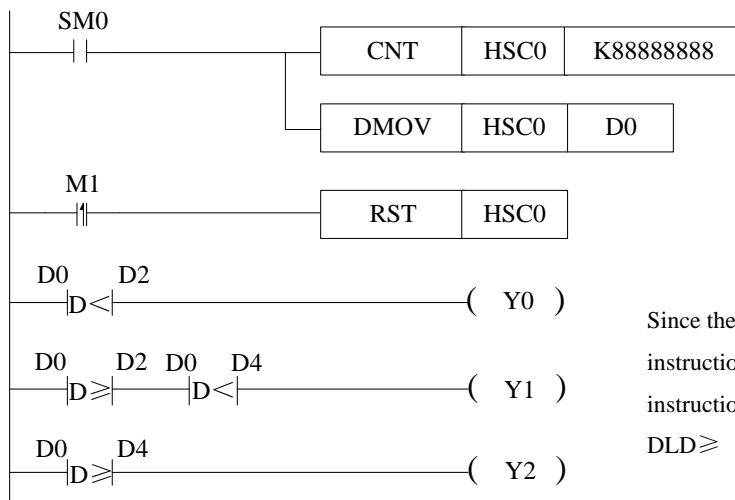 SM0
CNT HSC0 K88888888
DMOV HSC0 D0
M1
RST HSC0
D0 D2
D< ( Y0 )
D0 D2 D0 D4
D≥ D< ( Y1 )
D0 D4
D≥ ( Y2 )
Since the
instructio
instructio
DLD≥